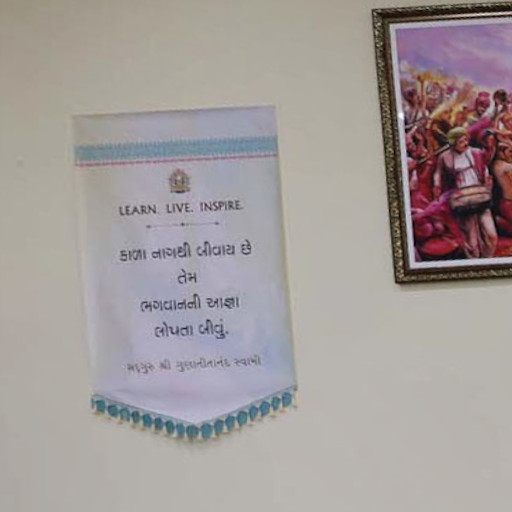 LEARN. LIVE. INSPIRE.
કાળા નાગથી બીવાય છે
તેમ
ભગવાનની આજ્ઞા
લોપતા બીવું.
સદ્‌ગુરુ શ્રી ગુણાતીતાનંદ સ્વામી